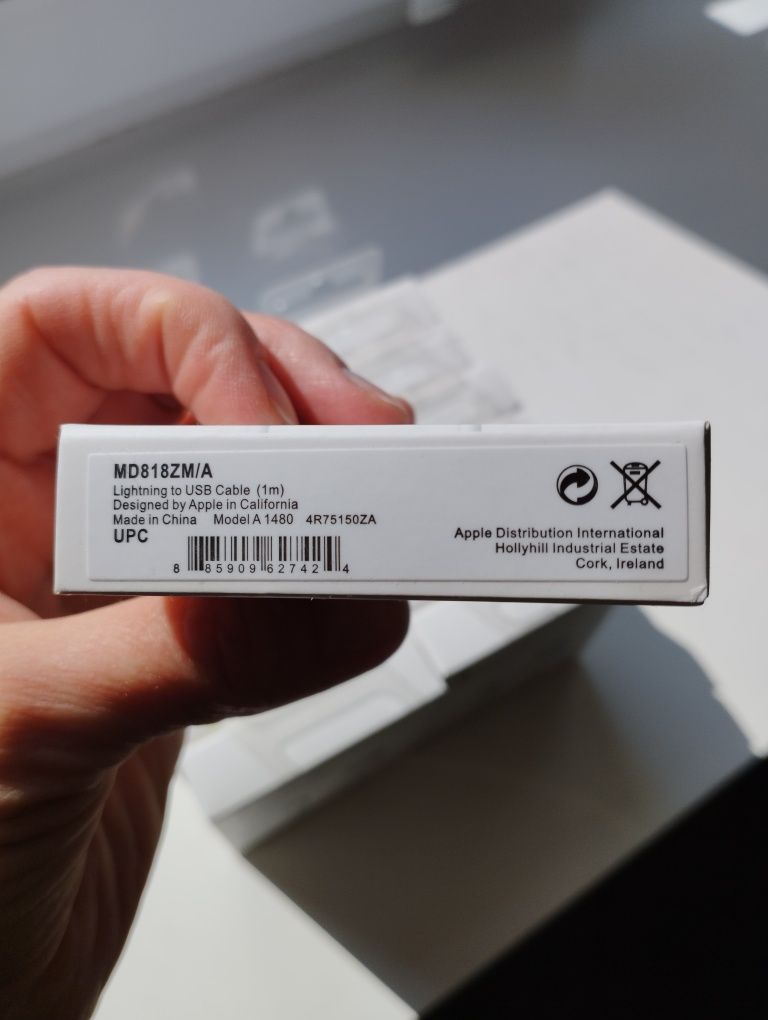 MD818ZM/A
Lightning to USB Cable (1m)
Designed by Apple in California
Made in China Model A 1480 4R75150ZA
UPC
8 85909 62742 4
Apple Distribution International
Hollyhill Industrial Estate
Cork, Ireland